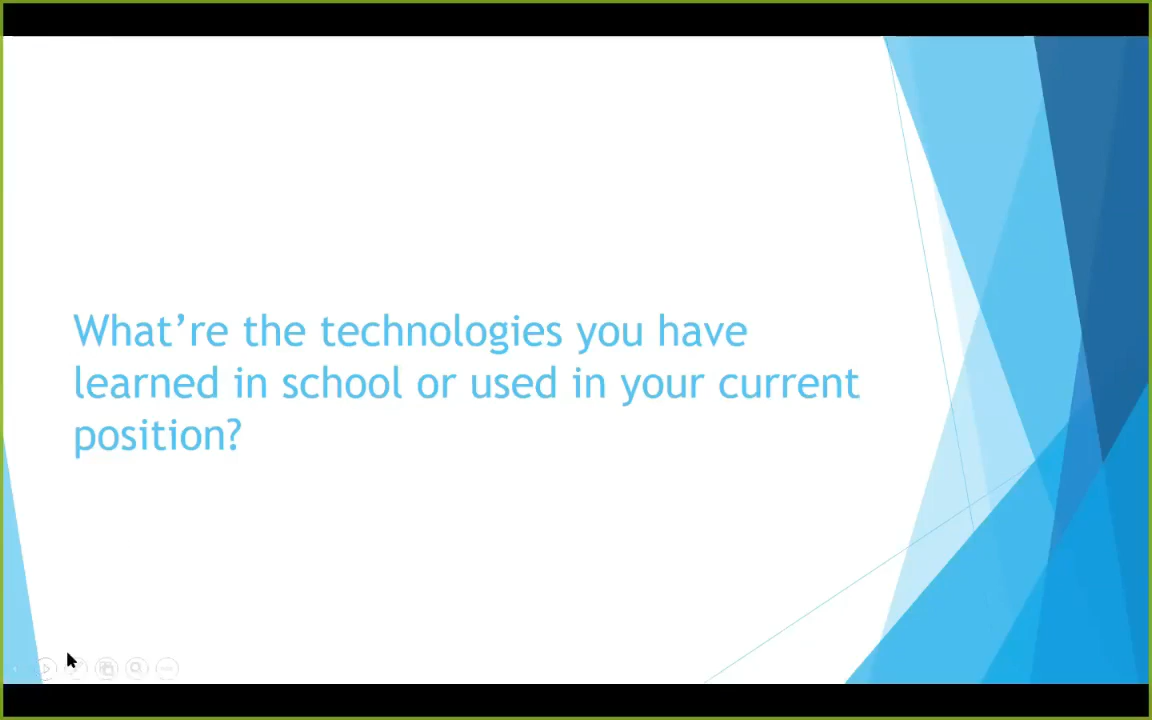 What’re the technologies you have
learned in school or used in your current
position?